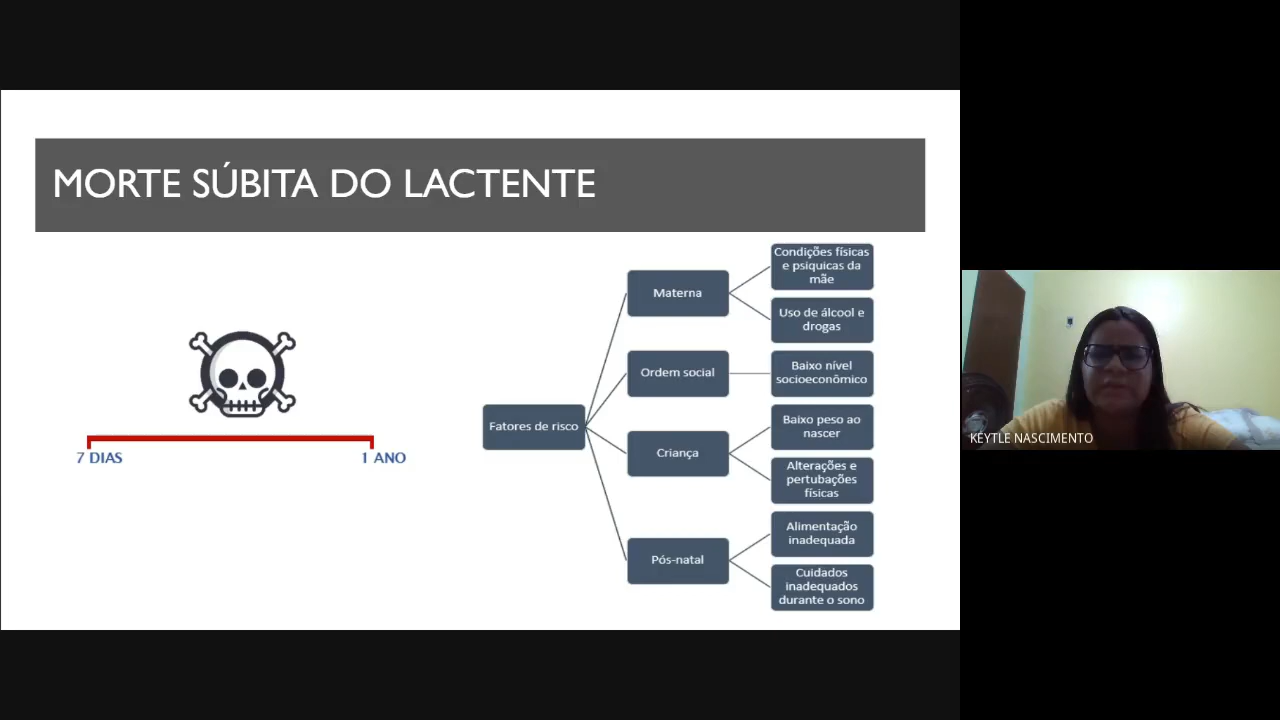 MORTE SÚBITA DO LACTENTE
7 DIAS
1 ANO
Fatores de risco
Materna
Condições físicas
e psiquicas da
mãe
Uso de álcool e
drogas
Ordem social
Baixo nível
socioeconômico
Criança
Baixo peso ao
nascer
Alterações e
pertubações
físicas
Pós-natal
Alimentação
inadequada
Cuidados
inadequados
durante o sono
KEYTLE NASCIMENTO